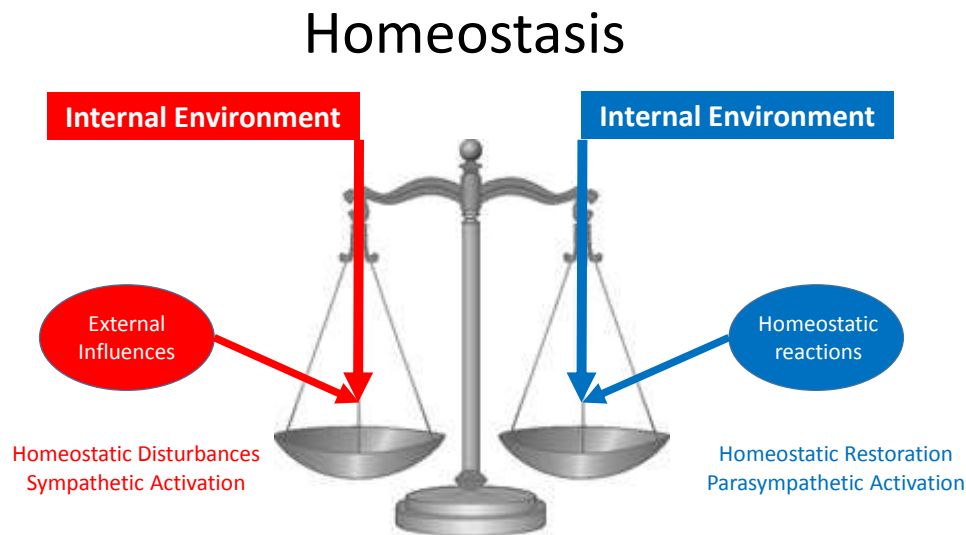 Homeostasis
Internal Environment
Internal Environment
External
Influences
Homeostatic
reactions
Homeostatic Disturbances
Sympathetic Activation
Homeostatic Restoration
Parasympathetic Activation